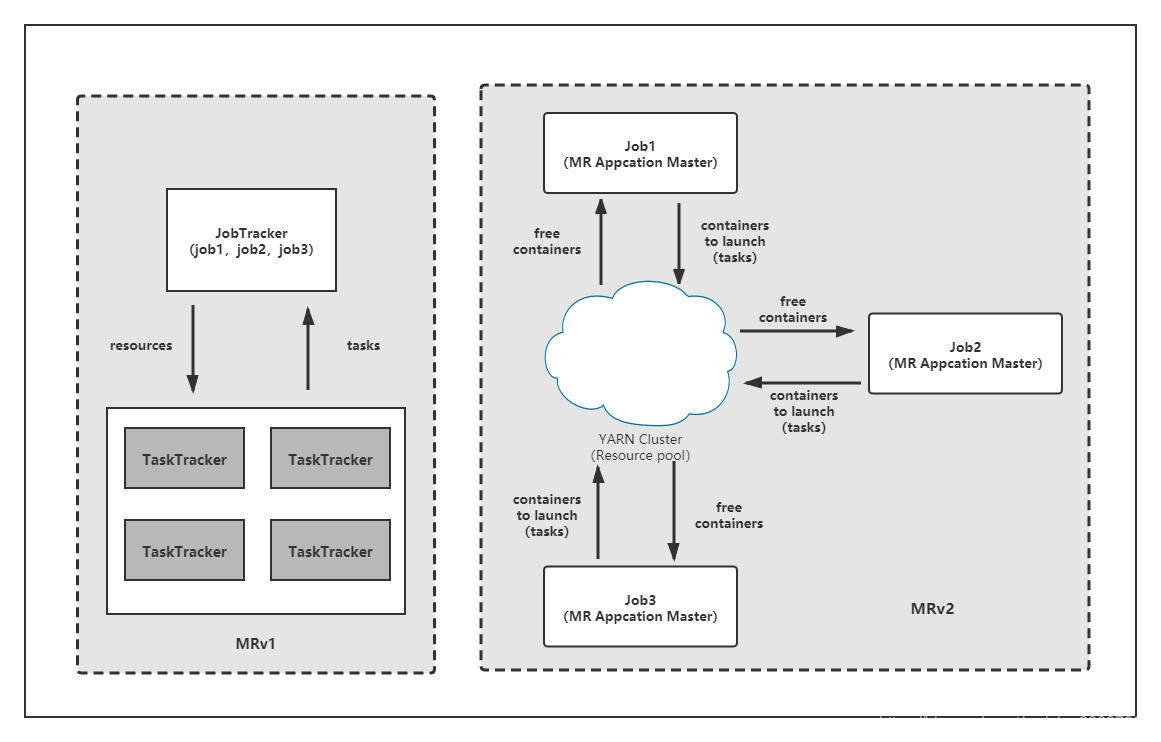 JobTracker
(job1, job2, job3)
resources
tasks
TaskTracker
TaskTracker
TaskTracker
TaskTracker
MRv1
Job1
(MR Appcation Master)
free
containers
containers
to launch
(tasks)
free
containers
Job2
(MR Appcation Master)
containers
to launch
(tasks)
YARN Cluster
(Resource pool)
containers
to launch
(tasks)
free
containers
Job3
(MR Appcation Master)
MRv2